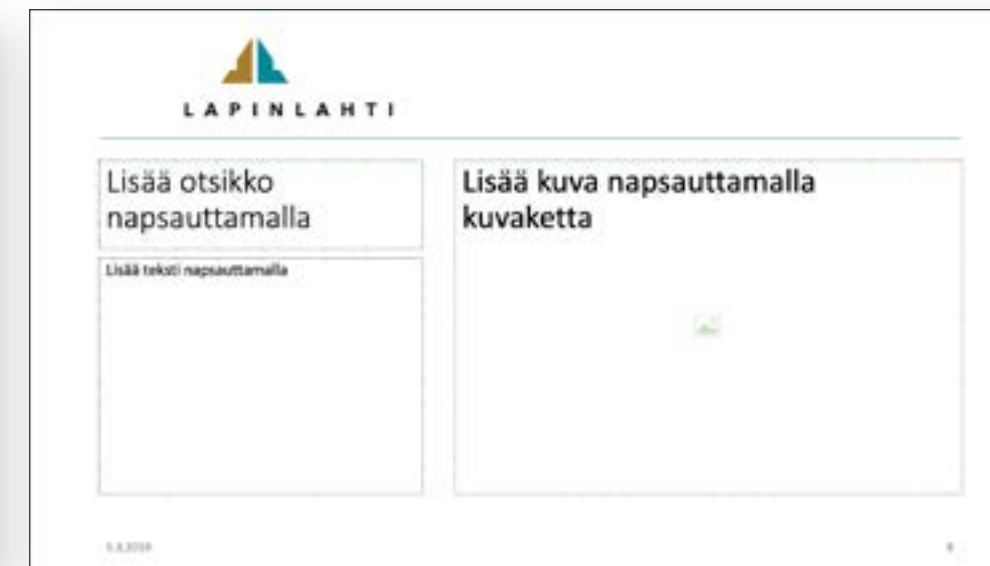 LAPINLAHTI
Lisää otsikko
napsauttamalla
Lisää teksti napsauttamalla
Lisää kuva napsauttamalla
kuvaketta